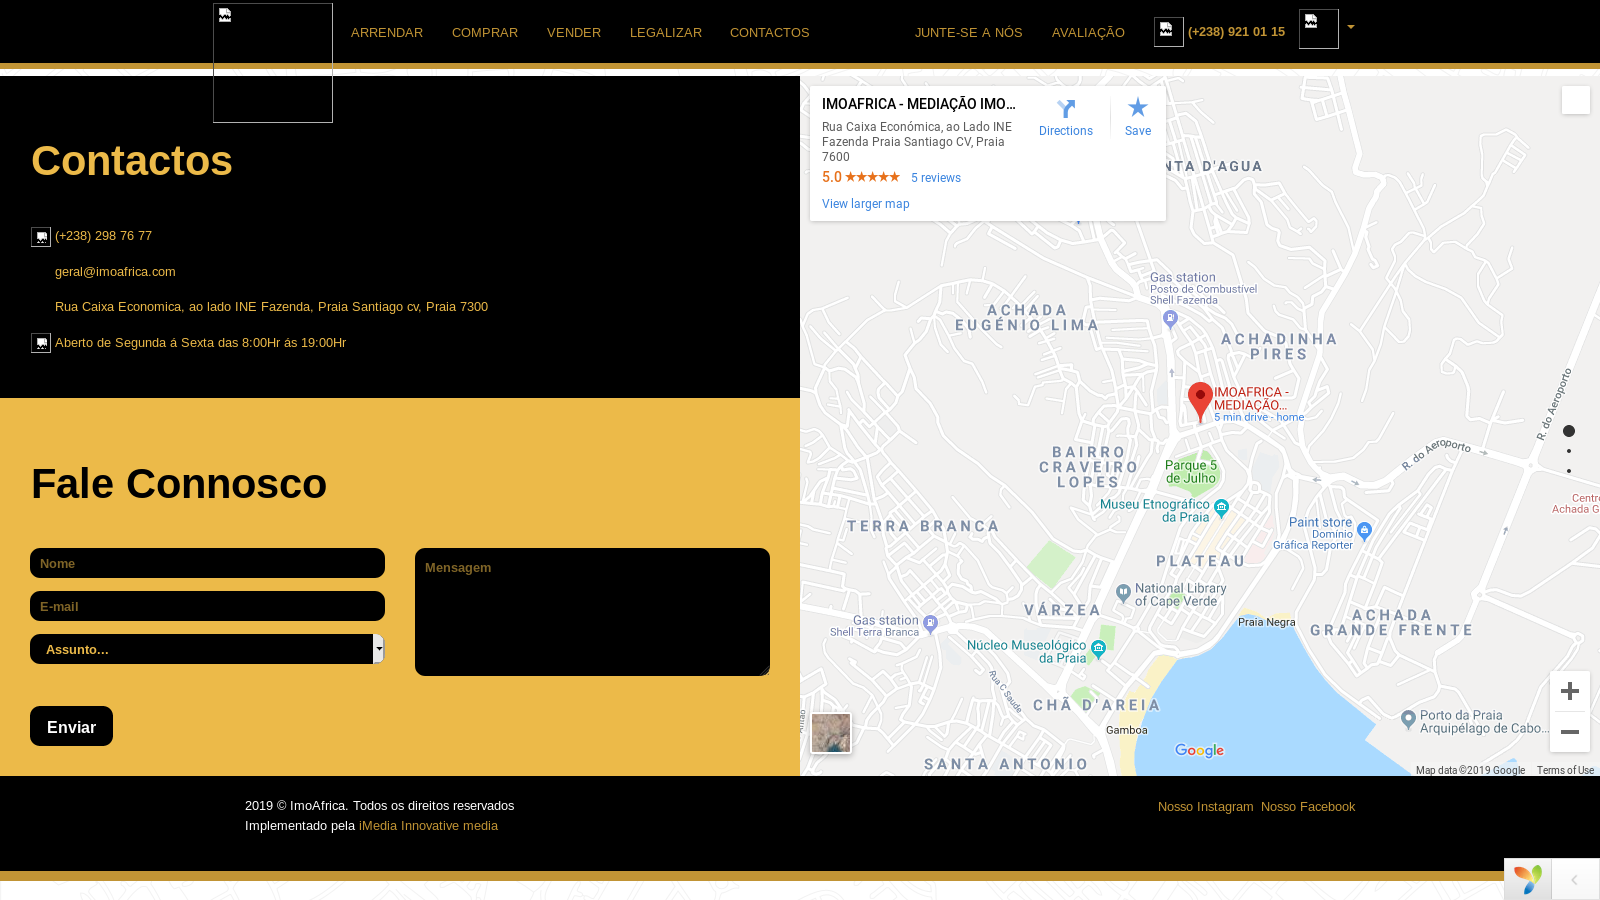 ARRENDAR COMPRAR VENDER LEGALIZAR CONTACTOS JUNTE-SE A NÓS AVALIAÇÃO (+238) 921 01 15
Contactos
(+238) 298 76 77
geral@imoafrica.com
Rua Caixa Economica, ao lado INE Fazenda, Praia Santiago cv, Praia 7300
Aberto de Segunda á Sexta das 8:00Hr ás 19:00Hr
Fale Connosco
Nome
E-mail
Assunto...
Mensagem
Enviar
IMOAFRICA - MEDIAÇÃO IMO...
Rua Caixa Económica, ao Lado INE
Fazenda Praia Santiago CV, Praia
7600
5.0 ★★★★★ 5 reviews
View larger map
Directions
Save
NTA D'AGUA
Gas station
Posto de Combustível
Shell Fazenda
ACHADA
EUGÉNIO LIMA
ACHADINHA
PIRES
IMOAFRICA -
MEDIAÇÃO...
5 min drive - home
R. do Aeroporto
R. do Aeroporto
BAIRRO
CRAVEIRO
LOPES
Parque 5
de Julho
Museu Etnográfico
da Praia
Centro
Achada G
TERRA BRANCA
Paint store
Domínio
Gráfica Reporter
PLATEAU
National Library
of Cape Verde
VÁRZEA
Praia Negra
ACHADA
GRANDE FRENTE
Gas station
Shell Terra Branca
Núcleo Museológico
da Praia
Rua C Saude
CHÃ D'AREIA
Gamboa
Porto da Praia
Arquipélago de Cabo...
Google
SANTA ANTONIO
Map data ©2019 Google Terms of Use
2019 © ImoAfrica. Todos os direitos reservados
Implementado pela iMedia Innovative media
Nosso Instagram Nosso Facebook